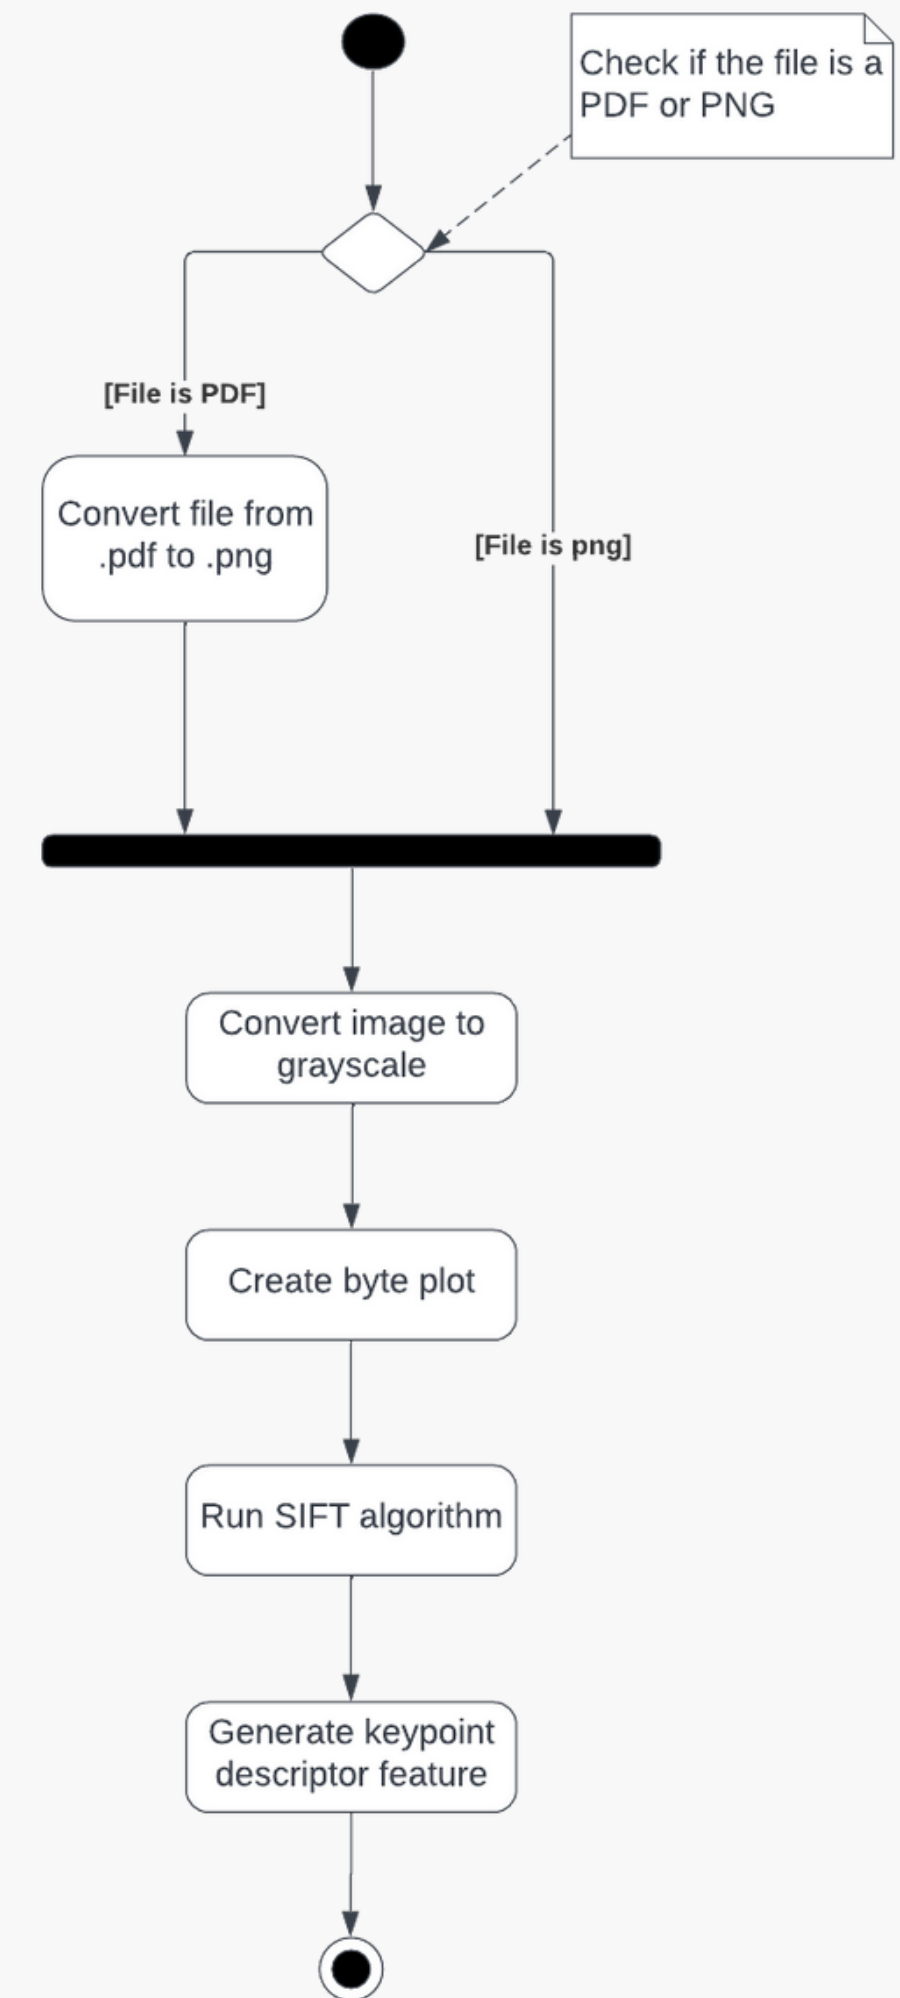 Check if the file is a
PDF or PNG
[File is PDF]
Convert file from
.pdf to .png
[File is png]
Convert image to
grayscale
Create byte plot
Run SIFT algorithm
Generate keypoint
descriptor feature